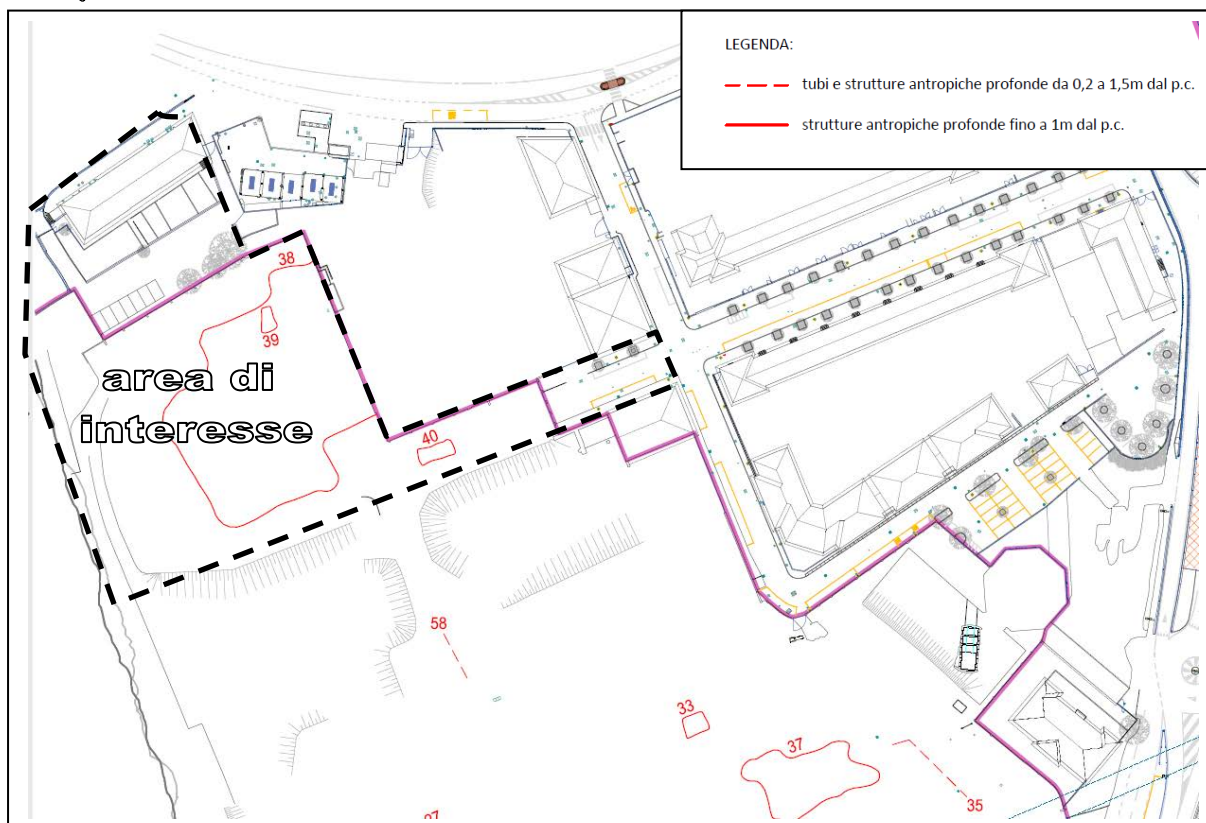 LEGENDA:
tubi e strutture antropiche profonde da 0,2 a 1,5m dal p.c.
strutture antropiche profonde fino a 1m dal p.c.
38
39
area di
interesse
40
58
33
37
35